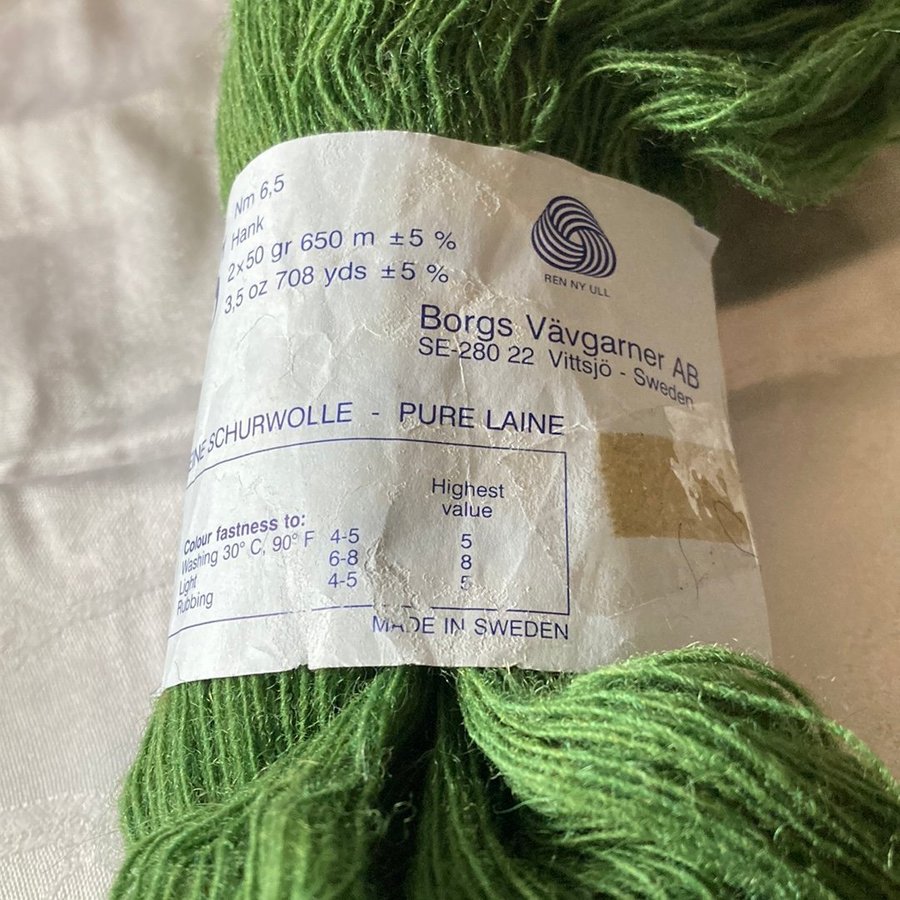 Nm 6,5
Hank
2x50 gr 650 m ±5 %
3,5 oz 708 yds ±5 %
REN NY ULL
Borgs Vävgarner AB
SE-280 22 Vittsjö - Sweden
EINE SCHURWOLLE - PURE LAINE
Highest
value
Colour fastness to:
Washing 30° C, 90° F 4-5 5
Light 6-8 8
Rubbing 4-5 5
MADE IN SWEDEN